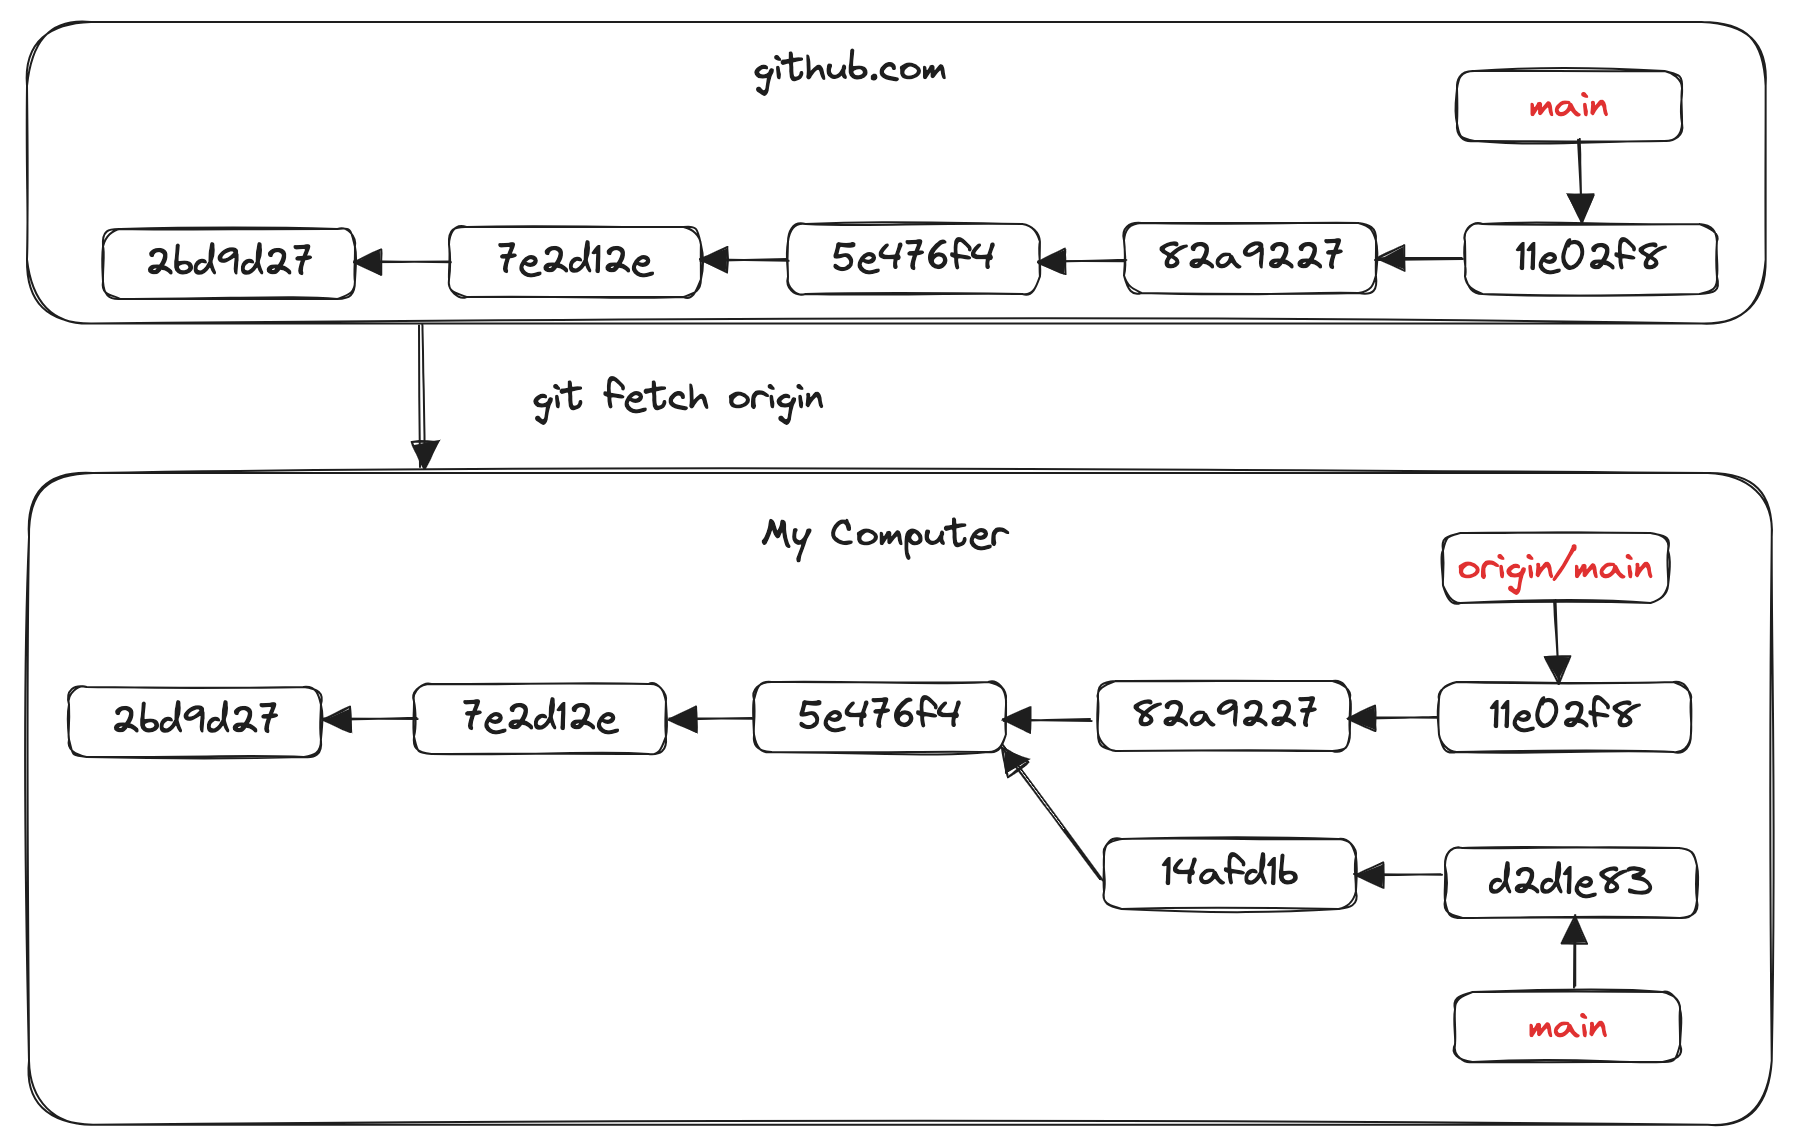 github.com
main
2bd9d27
7e2d12e
5e476f4
82a9227
11e02f8
git fetch origin
My Computer
origin/main
2bd9d27
7e2d12e
5e476f4
82a9227
11e02f8
14afd1b
d2d1e83
main